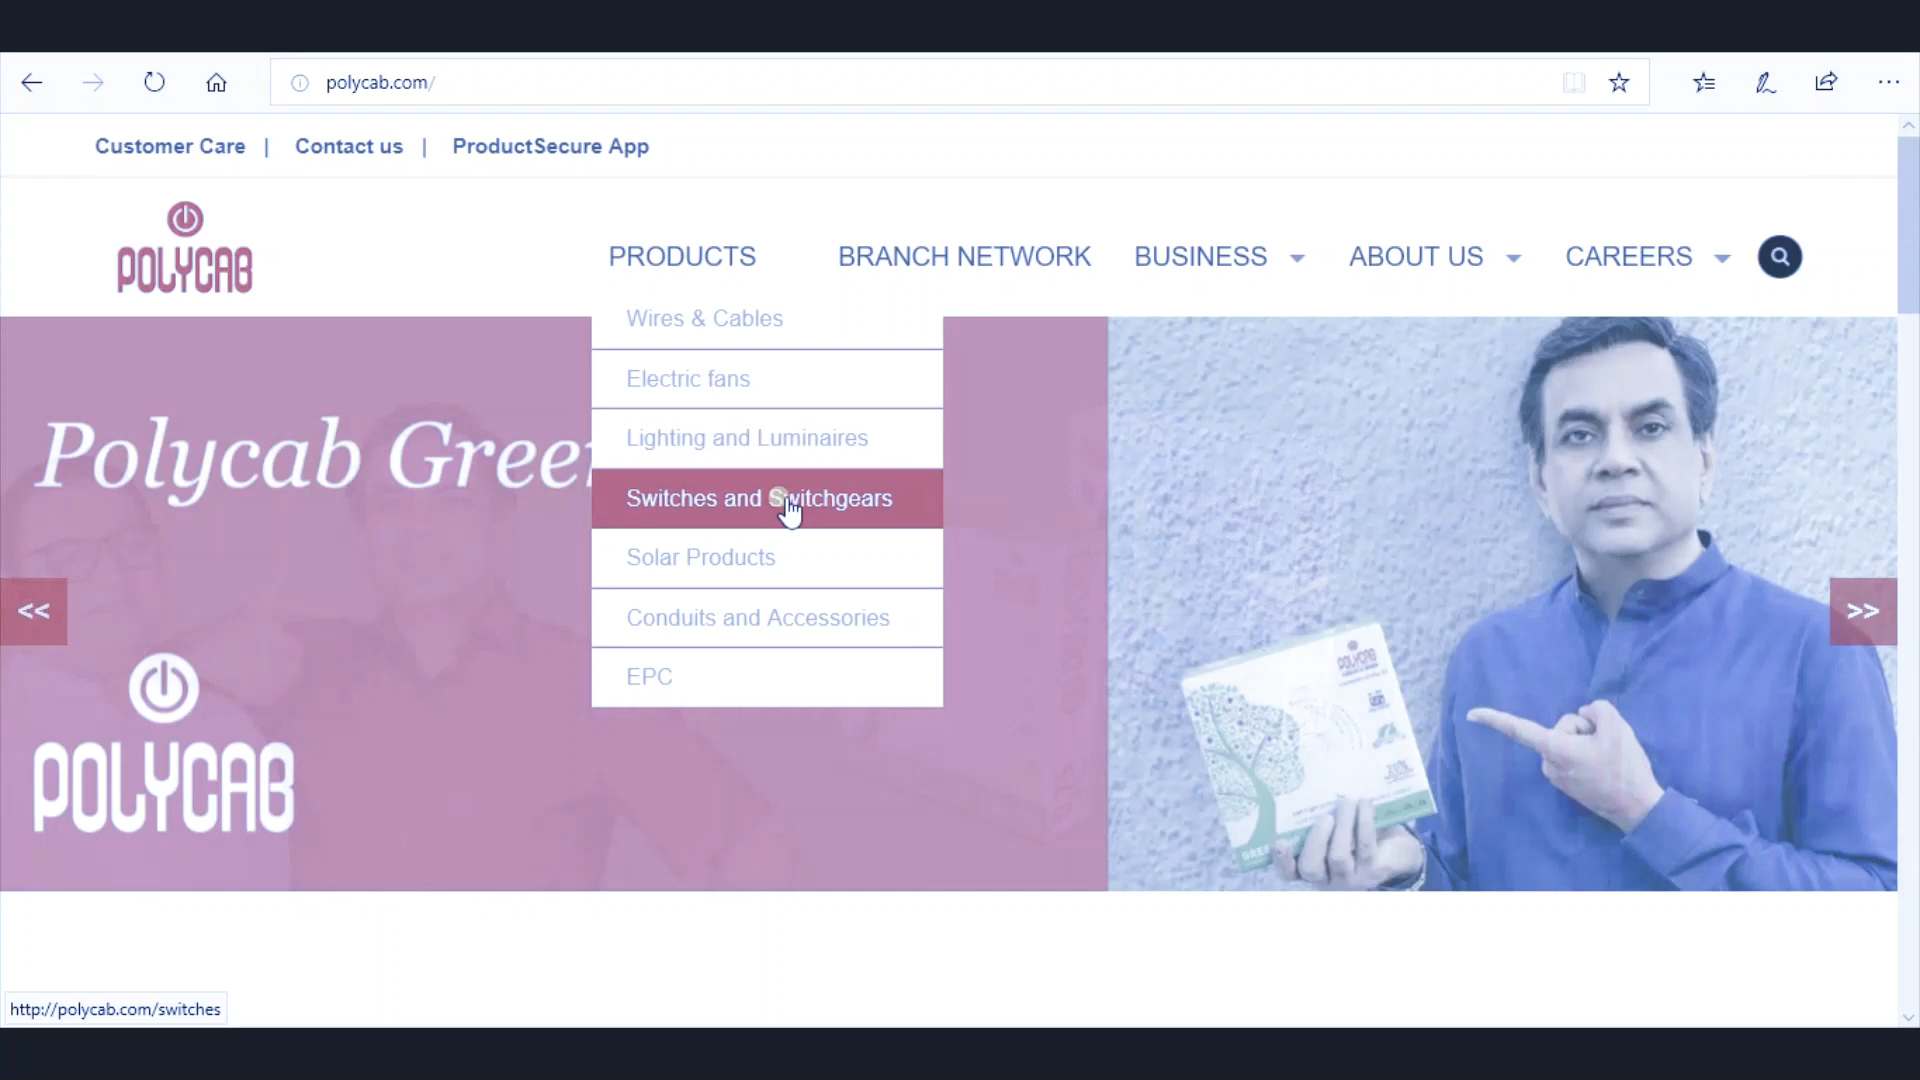 polycab.com/
Customer Care | Contact us | ProductSecure App
POLYCAB
PRODUCTS BRANCH NETWORK BUSINESS ABOUT US CAREERS
Wires & Cables
Electric fans
Lighting and Luminaires
Switches and Switchgears
Solar Products
Conduits and Accessories
EPC
Polycab Green
<<
>>
POLYCAB
POLYCAB
http://polycab.com/switches